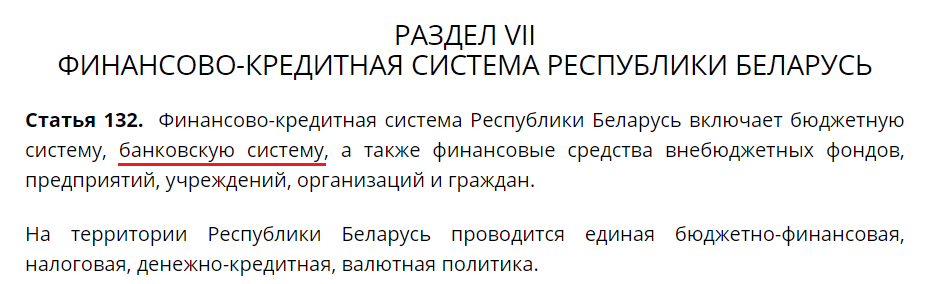 РАЗДЕЛ VII
ФИНАНСОВО-КРЕДИТНАЯ СИСТЕМА РЕСПУБЛИКИ БЕЛАРУСЬ
Статья 132. Финансово-кредитная система Республики Беларусь включает бюджетную
систему, банковскую систему, а также финансовые средства внебюджетных фондов,
предприятий, учреждений, организаций и граждан.
На территории Республики Беларусь проводится единая бюджетно-финансовая,
налоговая, денежно-кредитная, валютная политика.